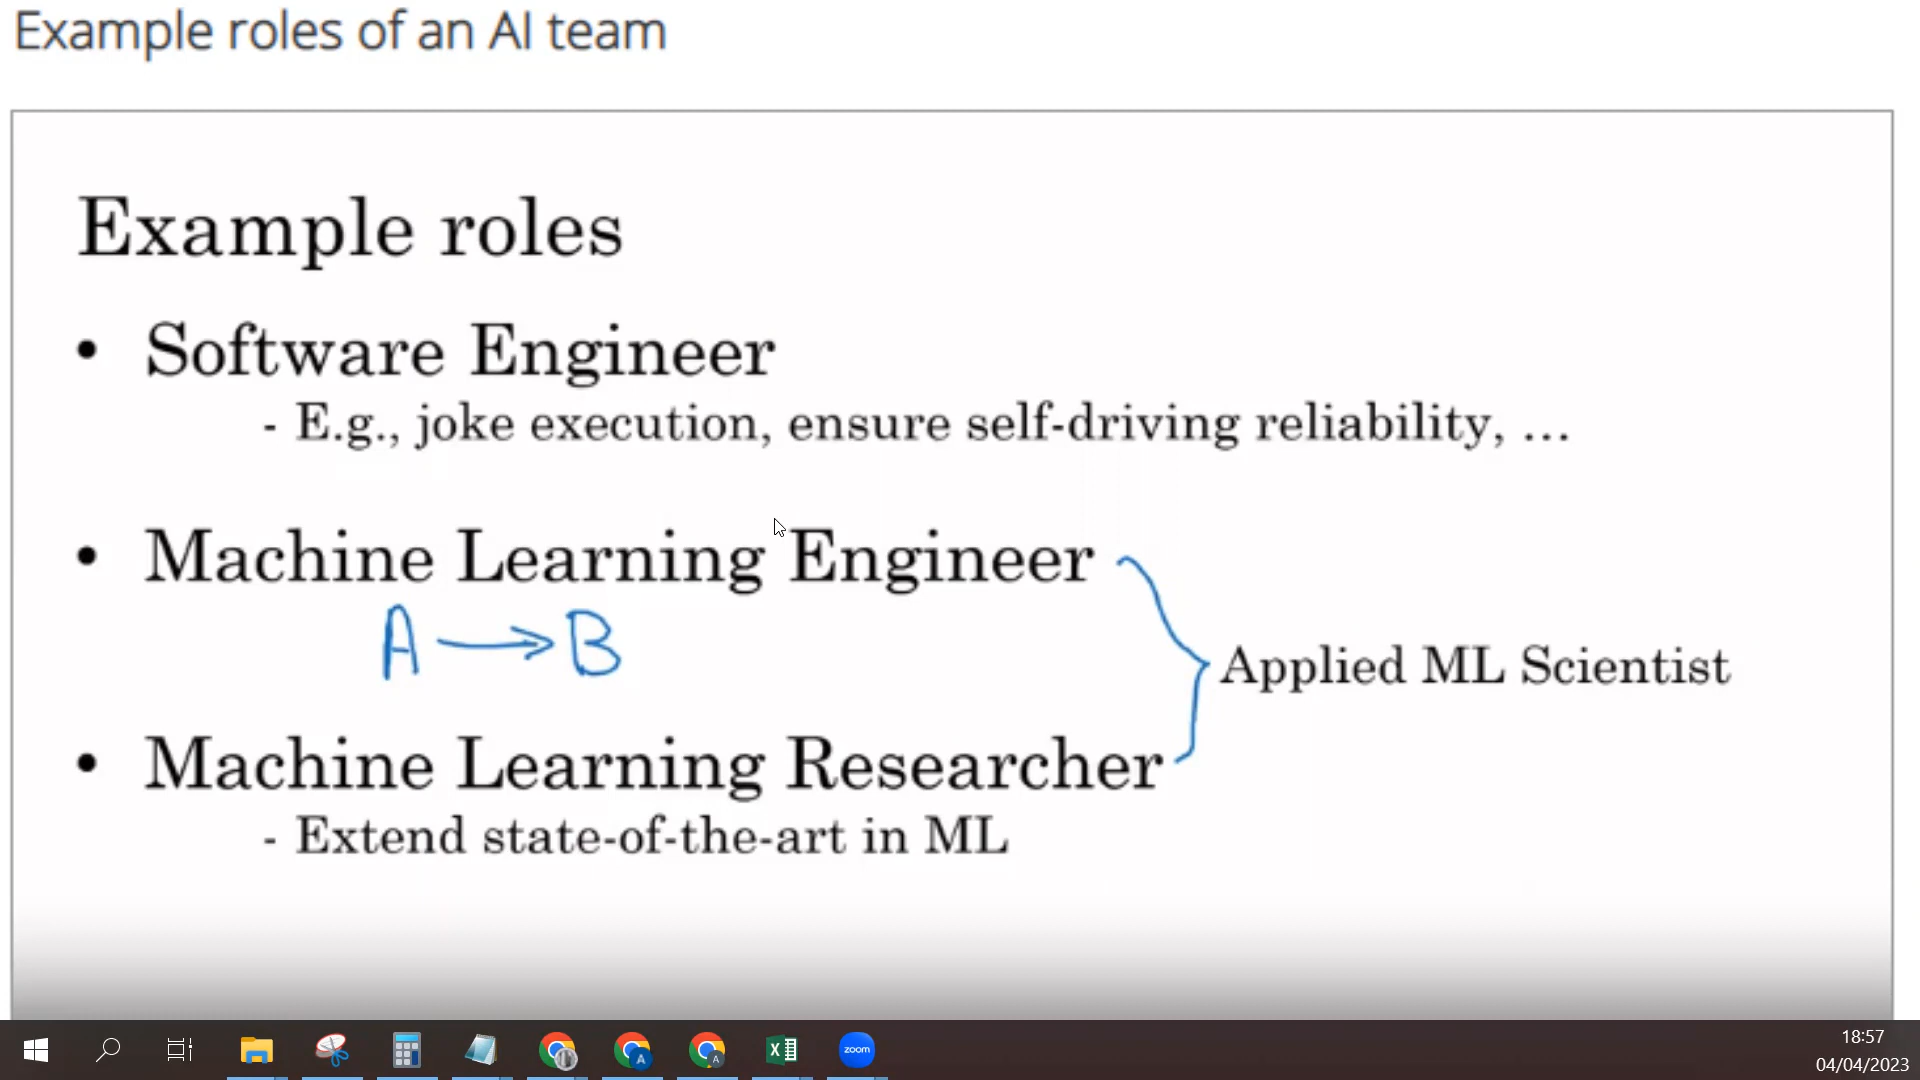 Example roles of an AI team
Example roles
• Software Engineer
- E.g., joke execution, ensure self-driving reliability, ...
• Machine Learning Engineer
A → B
Applied ML Scientist
• Machine Learning Researcher
- Extend state-of-the-art in ML
A
A
X
zoom
18:57
04/04/2023